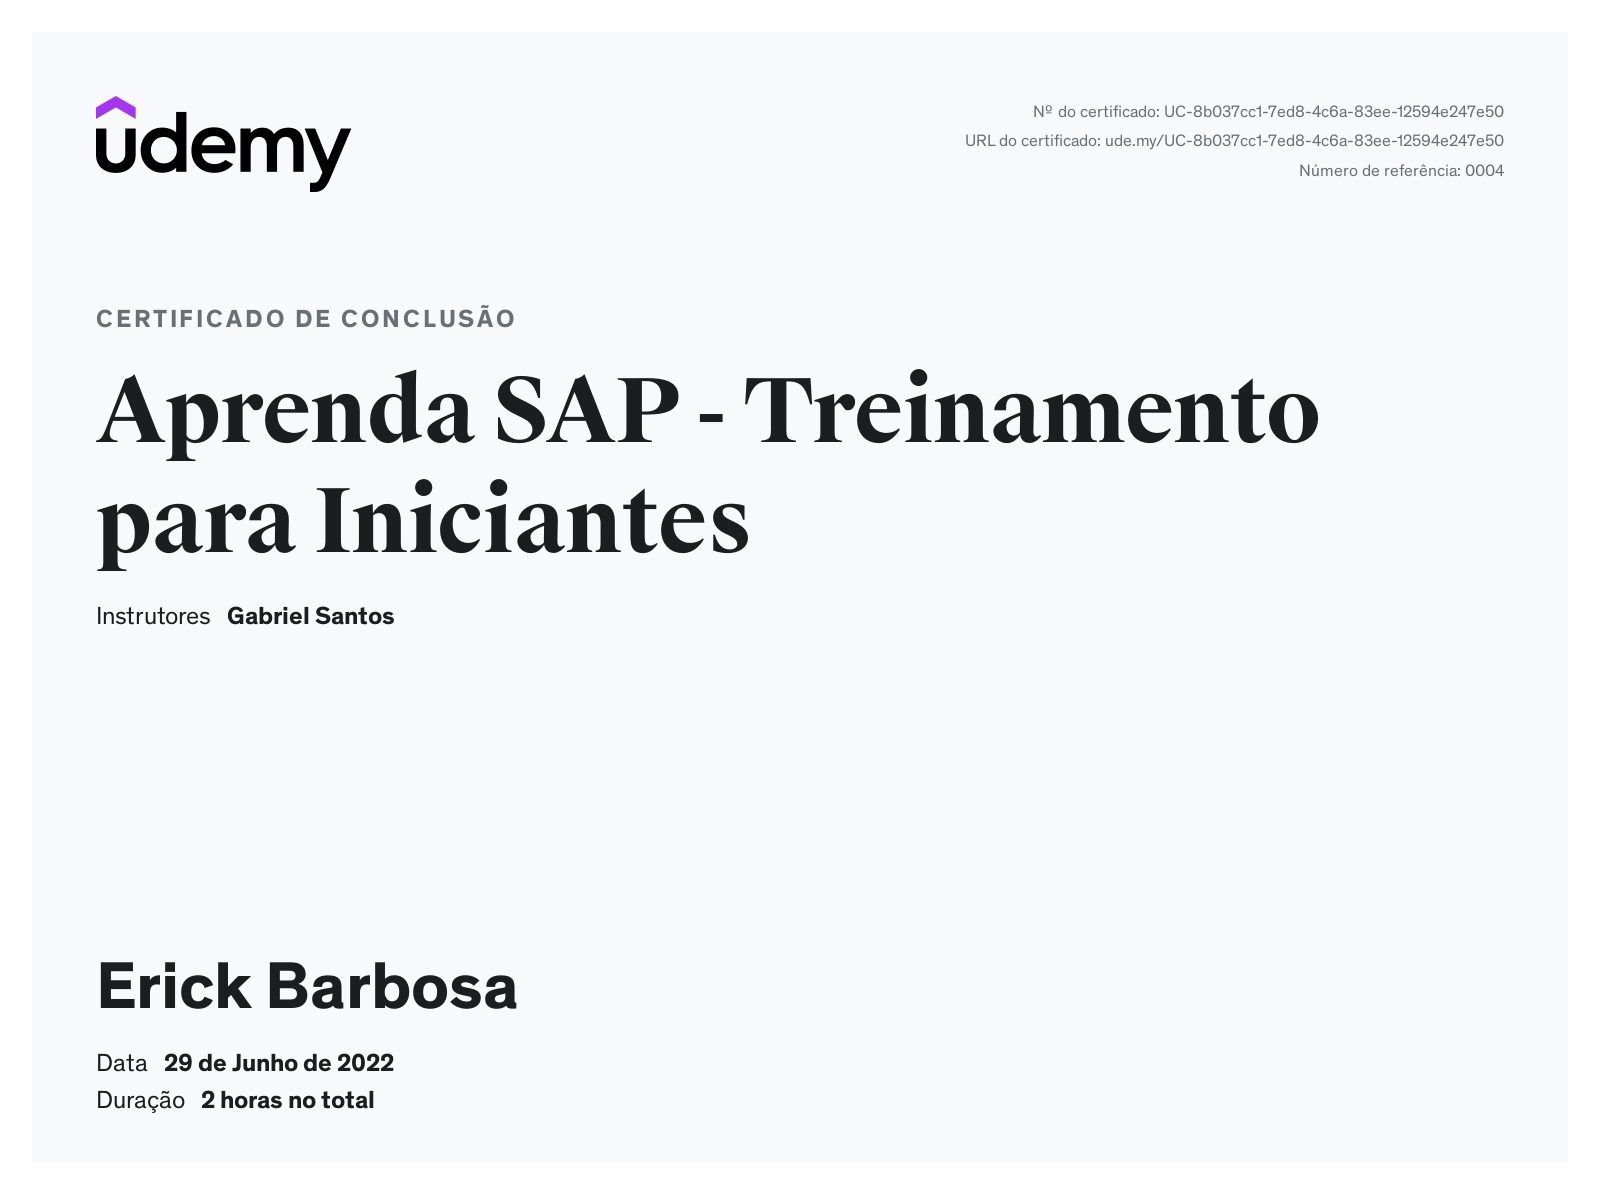 udemy
Nº do certificado: UC-8b037cc1-7ed8-4c6a-83ee-12594e247e50
URL do certificado: ude.my/UC-8b037cc1-7ed8-4c6a-83ee-12594e247e50
Número de referência: 0004
CERTIFICADO DE CONCLUSÃO
Aprenda SAP - Treinamento
para Iniciantes
Instrutores Gabriel Santos
Erick Barbosa
Data 29 de Junho de 2022
Duração 2 horas no total